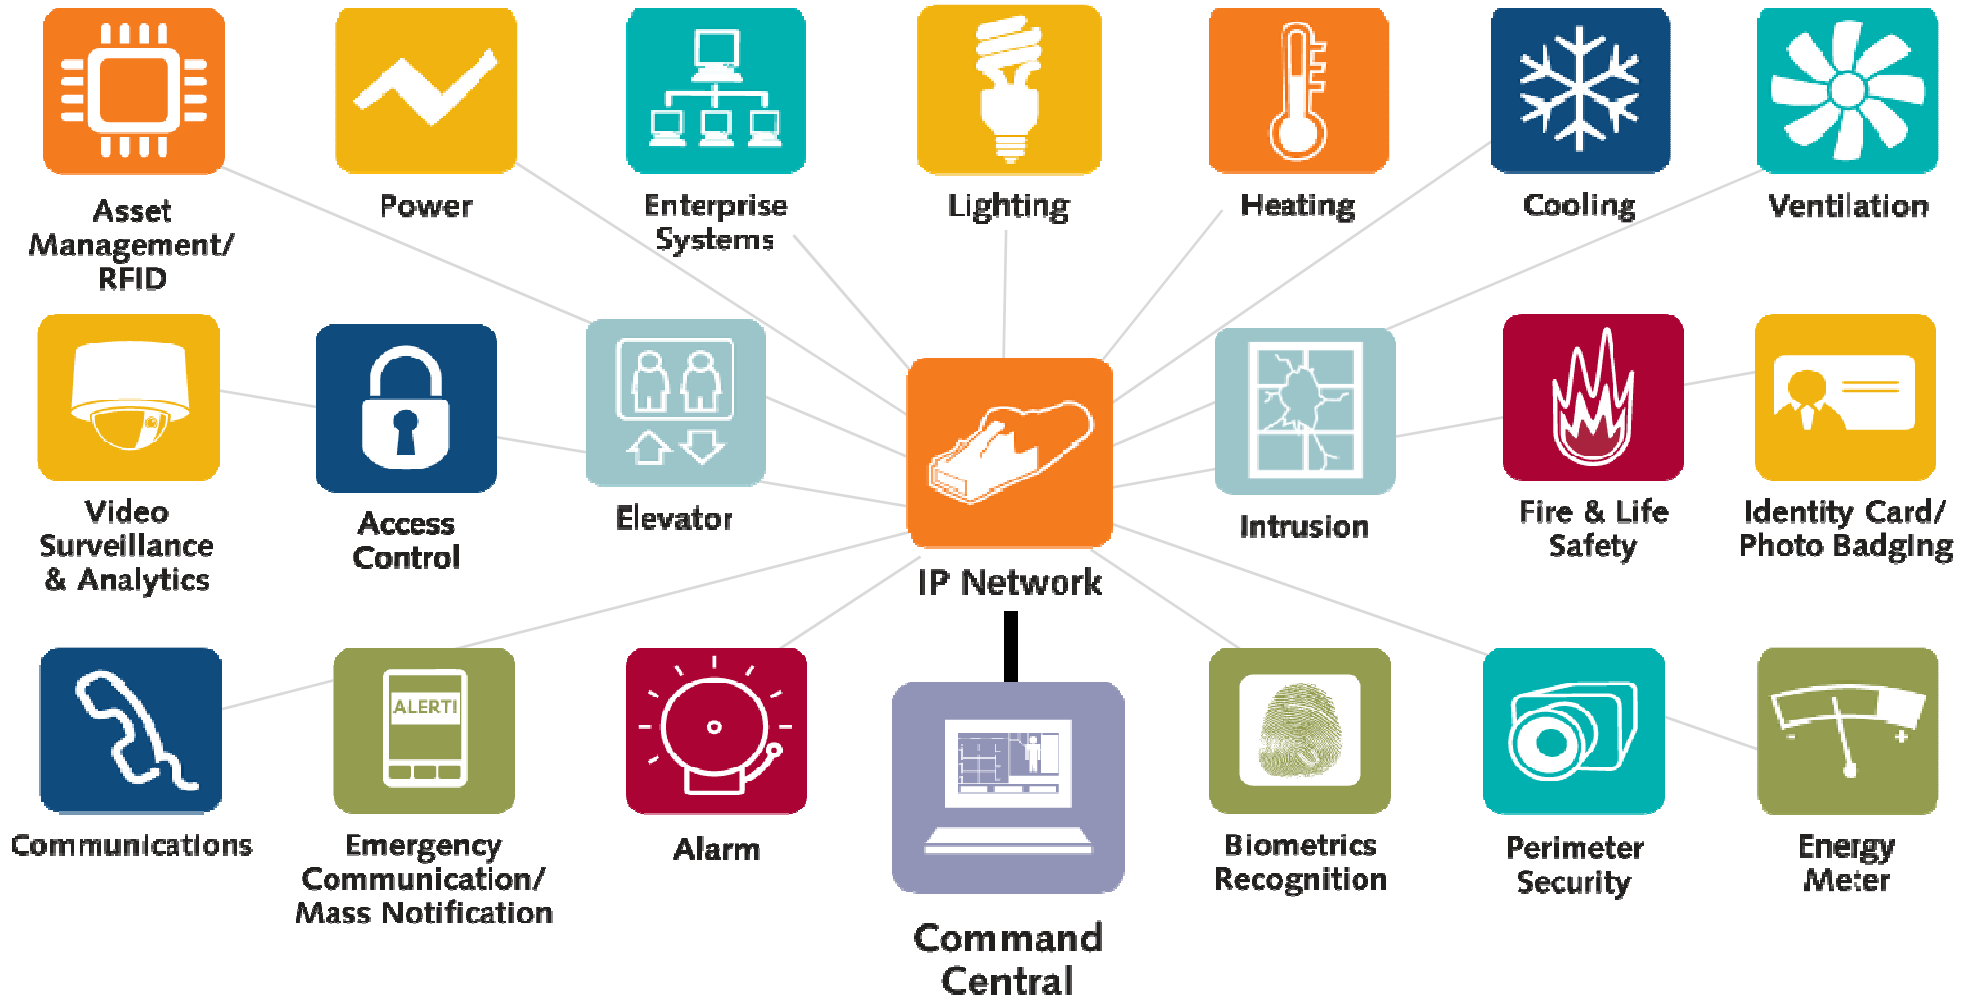 Asset
Management/
RFID
Power
Enterprise
Systems
Lighting
Heating
Cooling
Ventilation
Video
Surveillance
& Analytics
Access
Control
Elevator
IP Network
Intrusion
Fire & Life
Safety
Identity Card/
Photo Badging
Communications
ALERT!
Emergency
Communication/
Mass Notification
Alarm
Command
Central
Biometrics
Recognition
Perimeter
Security
- +
Energy
Meter